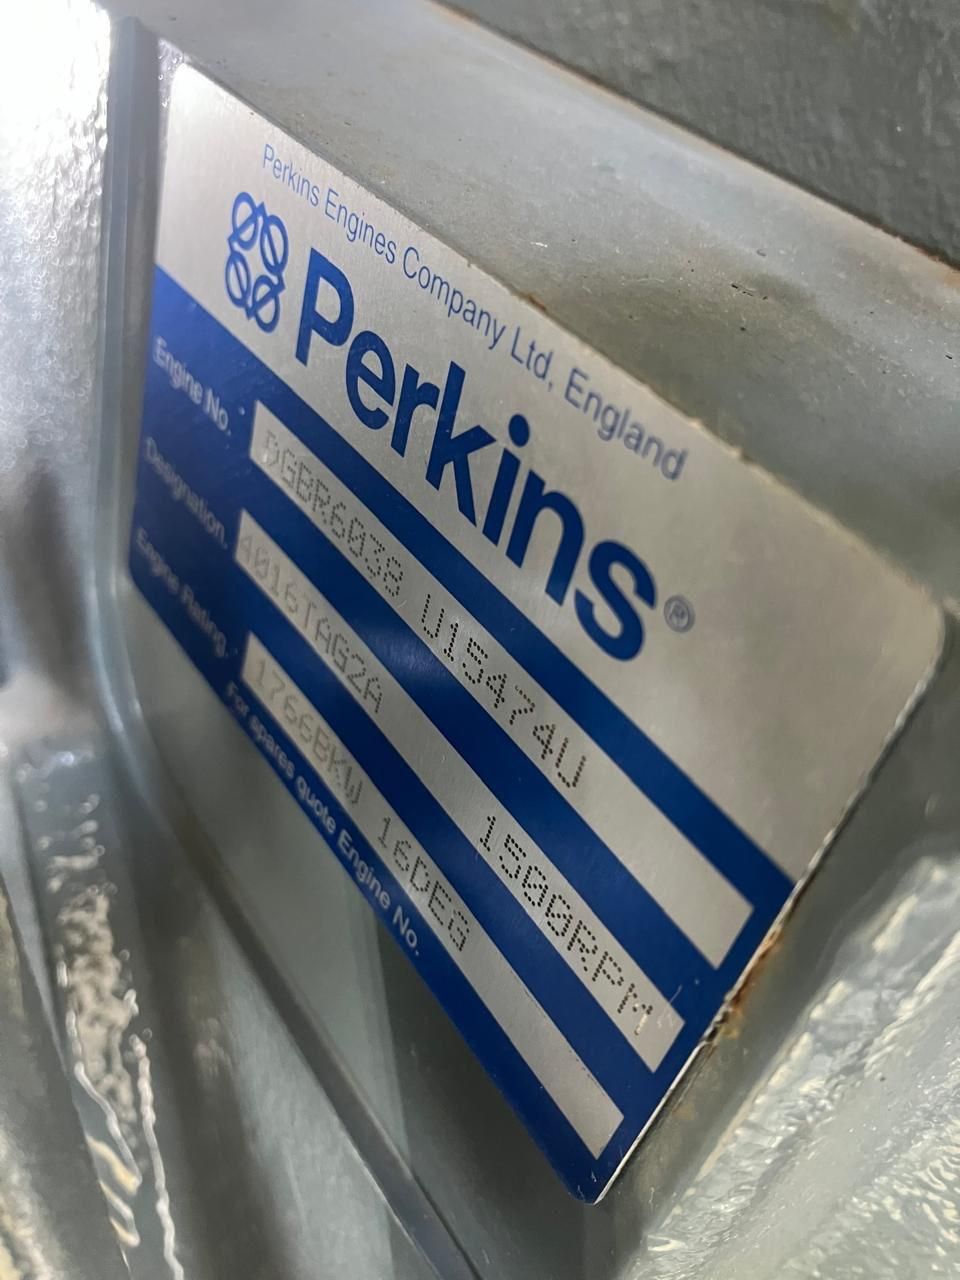 Perkins Engines Company Ltd, England
Perkins®
Engine No. DGBR6038 U15474U
Designation. 4016TAG2A 1500RPM
Engine Rating. 1766BKW 16DEG
For spares quote Engine No.